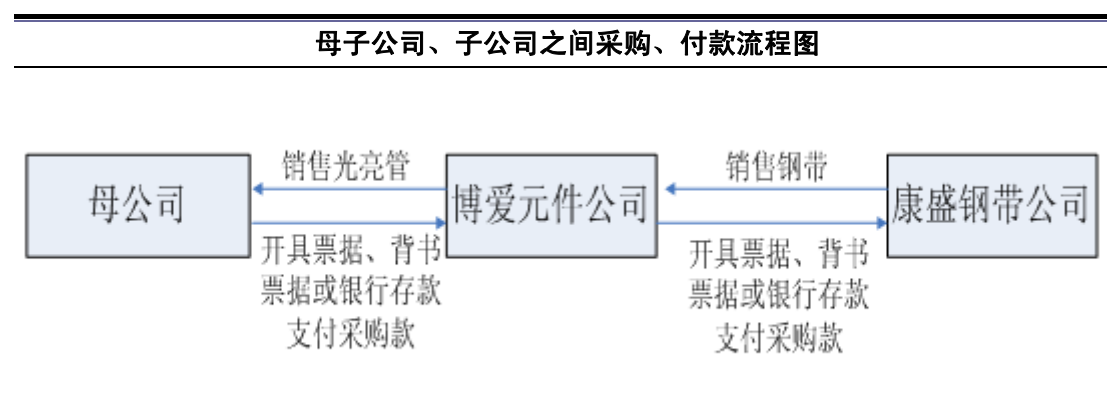 母子公司、子公司之间采购、付款流程图
销售光亮管
销售钢带
母公司
博爱元件公司
康盛钢带公司
开具票据、背书
票据或银行存款
支付采购款
开具票据、背书
票据或银行存款
支付采购款